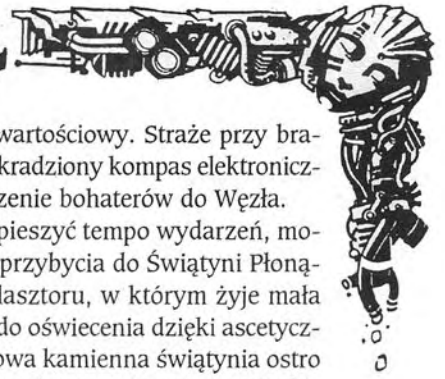 wartościowy. Straże przy bra-
kradziony kompas elektronicz-
zenie bohaterów do Węzła.
pieszyć tempo wydarzeń, mo-
przybycia do Świątyni Płoną-
lasztoru, w którym żyje mała
do oświecenia dzięki ascetycz-
owa kamienna świątynia ostro